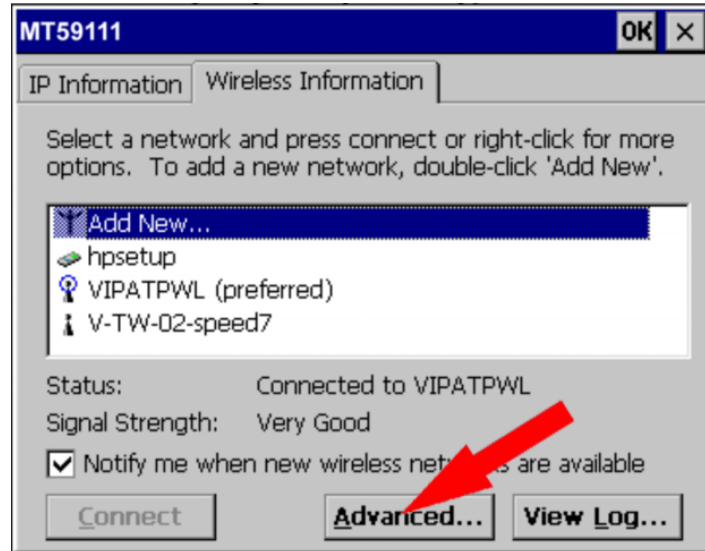 MT59111 OK ×
IP Information Wireless Information
Select a network and press connect or right-click for more
options. To add a new network, double-click 'Add New'.
Add New...
hpsetup
VIPATPWL (preferred)
V-TW-02-speed7
Status: Connected to VIPATPWL
Signal Strength: Very Good
Notify me when new wireless networks are available
Connect Advanced... View Log...